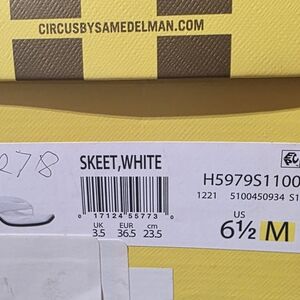 CIRCUSBYSAMEDELMAN.COM
278
SKEET,WHITE
H5979S1100
1221 5100450934 S1
0 17124 55773 0
UK EUR cm
3.5 36.5 23.5
US
6½ M